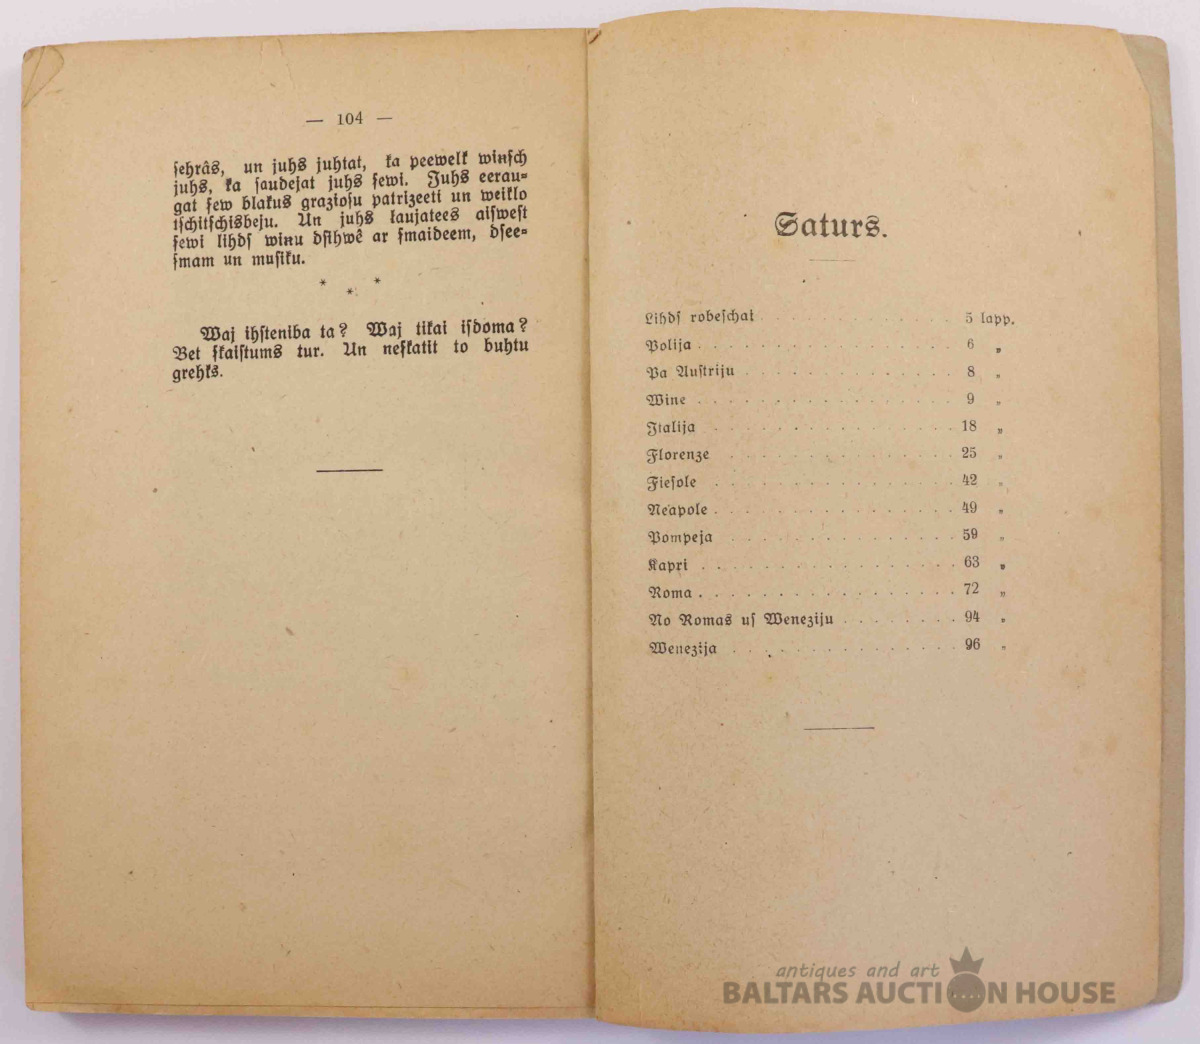 — 104 —
ſehrâs, un juhs juhtat, ka peewelk winſch
juhs, ka ſaudejat juhs ſewi. Juhs eerau=
gat ſew blakus grazioſu patrizeeti un weiklo
tſchitſchisbeju. Un juhs łaujatees aiſweſt
ſewi lihdſ winu dſihwê ar ſmaideem, dſee=
ſmam un muſiku.
* * *
Waj ihſteniba ta? Waj tikai iſdoma?
Bet ſkaiſtums tur. Un neſkatit to buhtu
grehks.
Saturs.
Lihdſ robeſchai . . . 5 lapp.
Polija . . . 6 „
Pa Auſtriju . . . 8 „
Wine . . . 9 „
Italija . . . 18 „
Florenze . . . 25 „
Fieſole . . . 42 „
Neapole . . . 49 „
Pompeja . . . 59 „
Kapri . . . 63 „
Roma . . . 72 „
No Romas uſ Weneziju . . . 94 „
Wenezija . . . 96 „
antiques and art
BALTARS AUCTION HOUSE